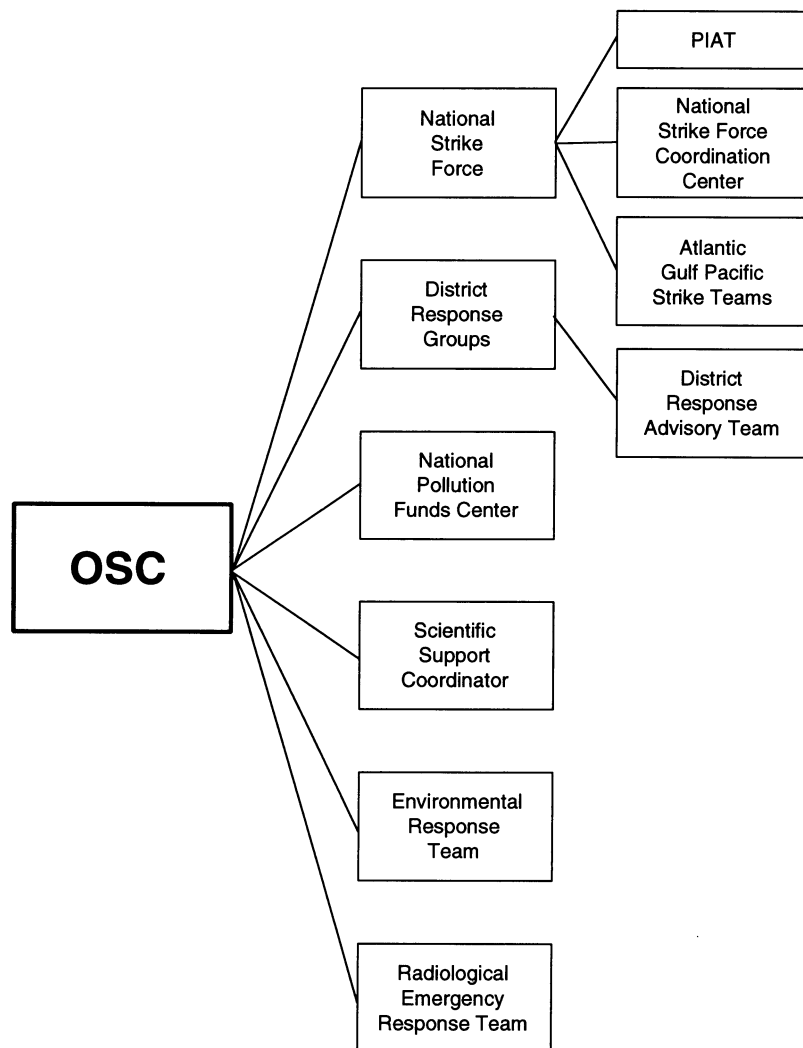 OSC
National
Strike
Force
PIAT
National
Strike Force
Coordination
Center
Atlantic
Gulf Pacific
Strike Teams
District
Response
Groups
District
Response
Advisory Team
National
Pollution
Funds Center
Scientific
Support
Coordinator
Environmental
Response
Team
Radiological
Emergency
Response Team